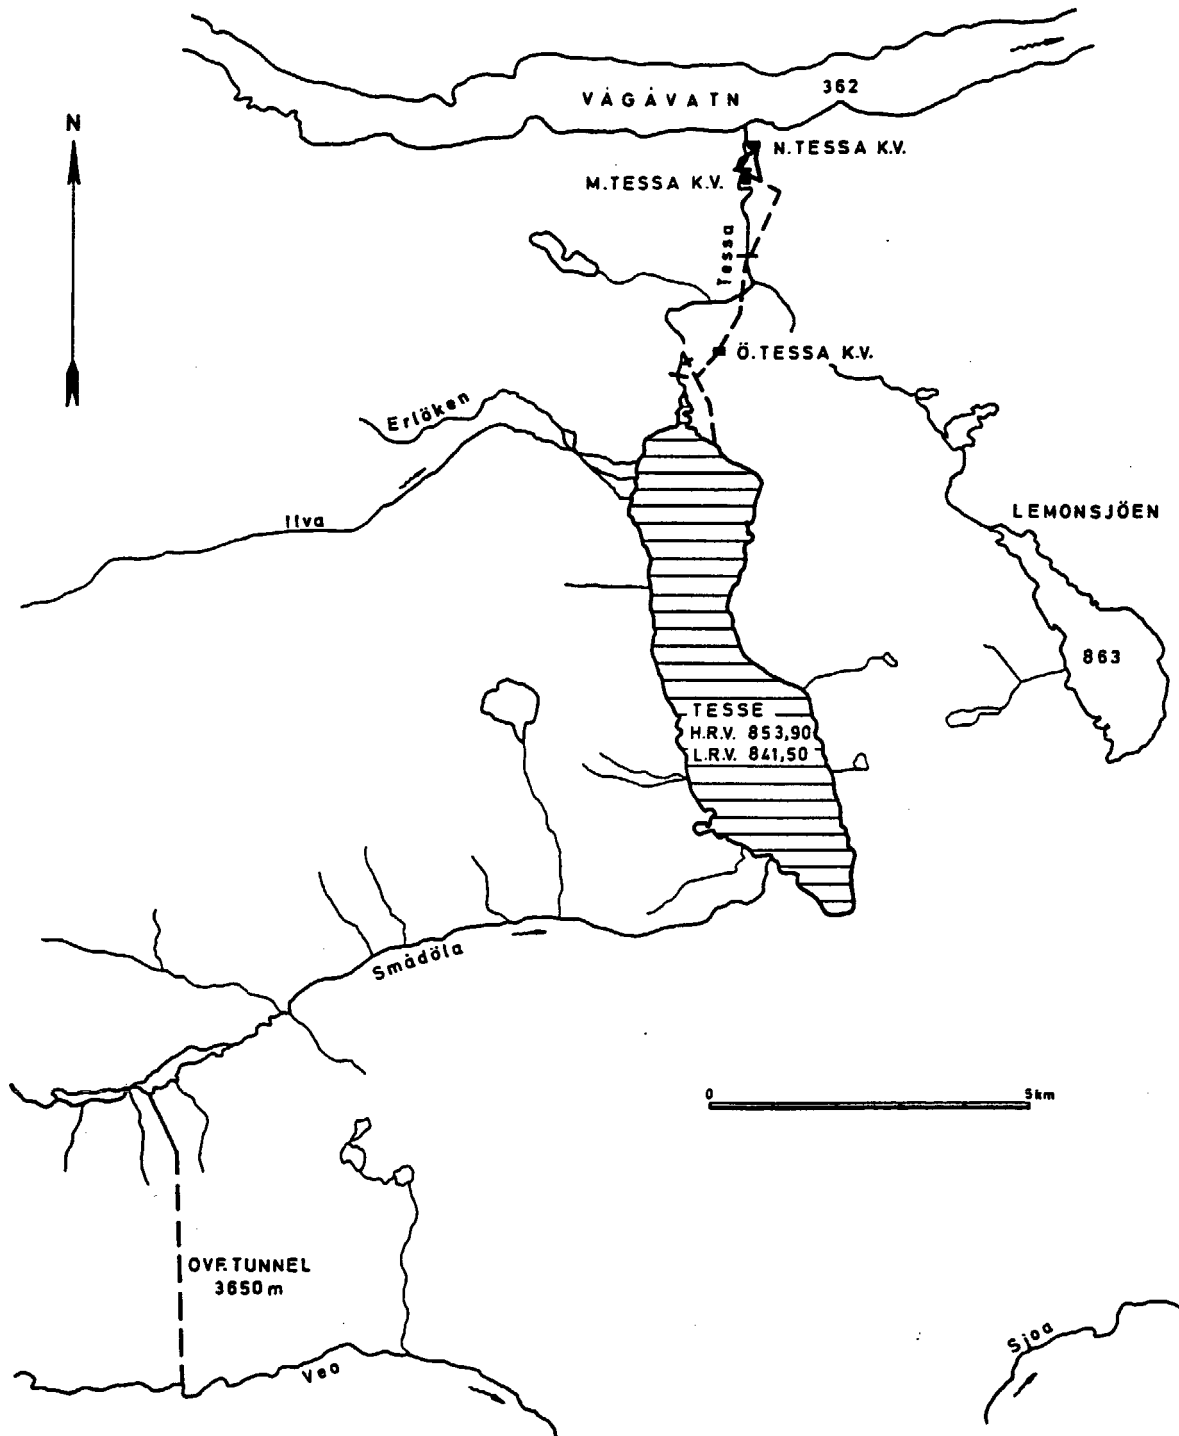 362
VÅGÅVATN
N
N.TESSA K.V.
M.TESSA K.V.
Tessa
Ö.TESSA K.V.
Erlöken
Ilva
LEMONSJÖEN
863
TESSE
H.R.V. 853,90
L.R.V. 841,50
Smådöla
0 5km
OVF.TUNNEL
3650 m
Sjoa
Veo